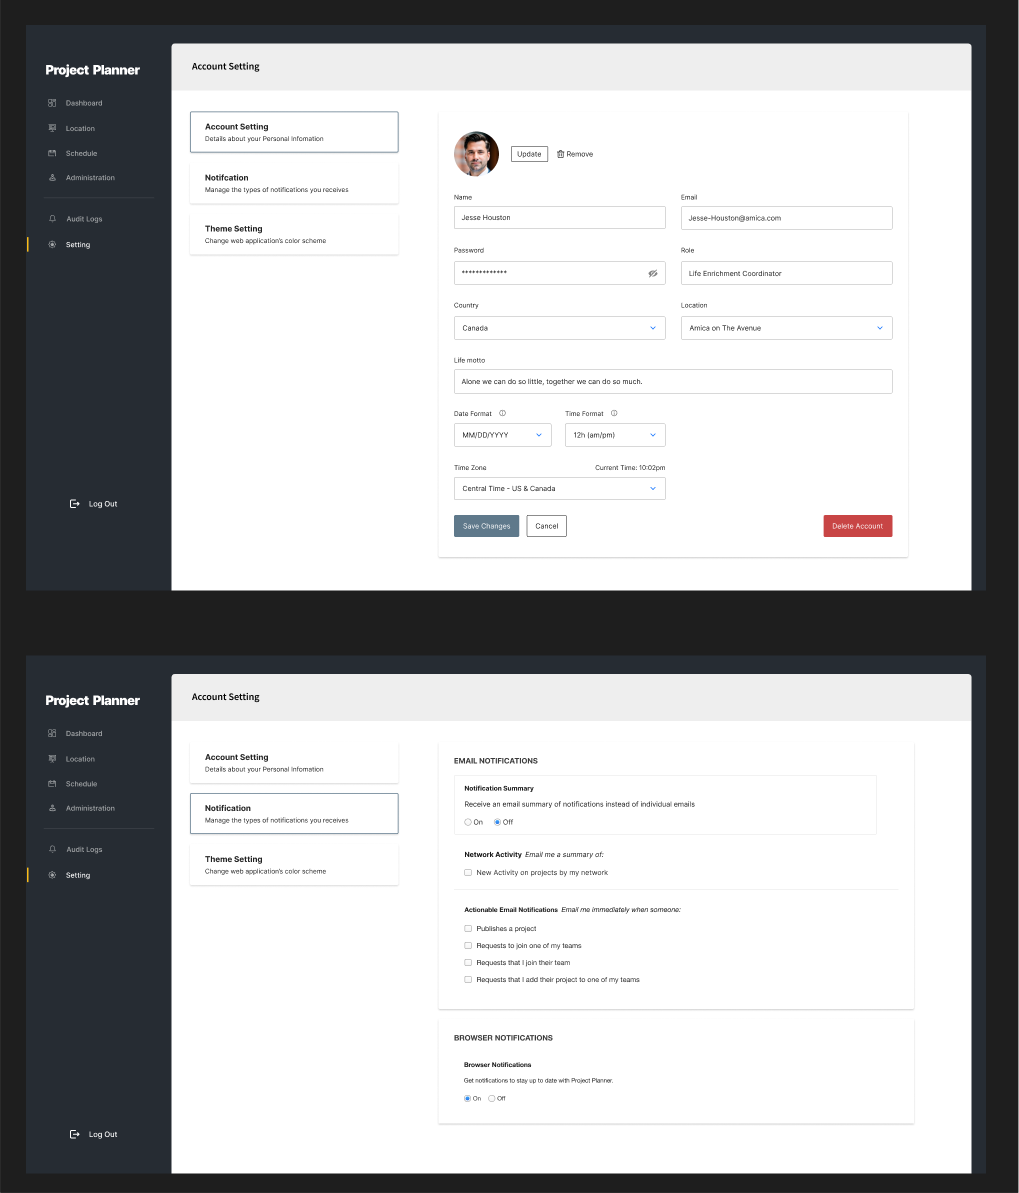 Project Planner
Dashboard
Location
Schedule
Administration
Audit Logs
Setting
Log Out
Account Setting
Account Setting
Details about your Personal Infomation
Notifcation
Manage the types of notifications you receives
Theme Setting
Change web application's color scheme
Update Remove
Name Email
Jesse Houston Jesse-Houston@amica.com
Password Role
************* Life Enrichment Coordinator
Country Location
Canada Amica on The Avenue
Life motto
Alone we can do so little, together we can do so much.
Date Format Time Format
MM/DD/YYYY 12h (am/pm)
Time Zone Current Time: 10:02pm
Central Time - US & Canada
Save Changes Cancel Delete Account
Project Planner
Dashboard
Location
Schedule
Administration
Audit Logs
Setting
Log Out
Account Setting
Account Setting
Details about your Personal Infomation
Notification
Manage the types of notifications you receives
Theme Setting
Change web application's color scheme
EMAIL NOTIFICATIONS
Notification Summary
Receive an email summary of notifications instead of individual emails
On Off
Network Activity Email me a summary of:
New Activity on projects by my network
Actionable Email Notifications Email me immediately when someone:
Publishes a project
Requests to join one of my teams
Requests that I join their team
Requests that I add their project to one of my teams
BROWSER NOTIFICATIONS
Browser Notifications
Get notifications to stay up to date with Project Planner.
On Off